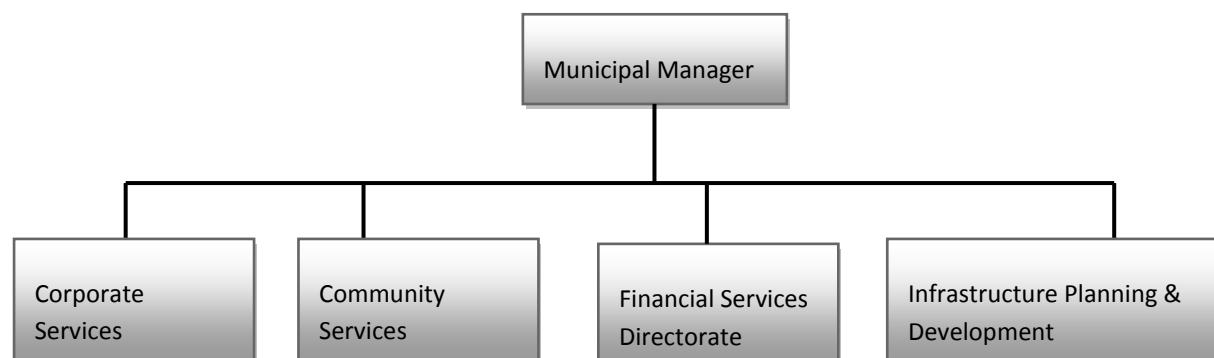 Municipal Manager
Corporate
Services
Community
Services
Financial Services
Directorate
Infrastructure Planning &
Development